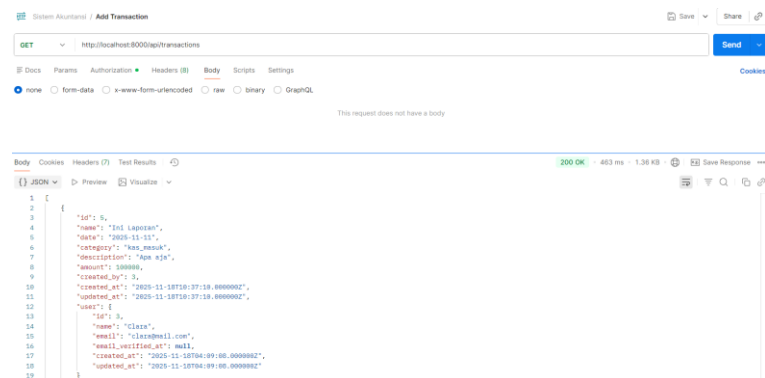 Sistem Akuntansi / Add Transaction
Save
Share
GET
http://localhost:8000/api/transactions
Send
Docs Params Authorization Headers (8) Body Scripts Settings
Cookies
none form-data x-www-form-urlencoded raw binary GraphQL
This request does not have a body
Body Cookies Headers (7) Test Results
200 OK • 463 ms • 1.36 KB
Save Response
{} JSON Preview Visualize
1 [
2 {
3 "id": 5,
4 "name": "Ini Laporan",
5 "date": "2025-11-11",
6 "category": "kas_masuk",
7 "description": "Apa aja",
8 "amount": 100000,
9 "created_by": 3,
10 "created_at": "2025-11-18T10:37:10.000000Z",
11 "updated_at": "2025-11-18T10:37:10.000000Z",
12 "user": {
13 "id": 3,
14 "name": "Clara",
15 "email": "clara@mail.com",
16 "email_verified_at": null,
17 "created_at": "2025-11-18T04:09:08.000000Z",
18 "updated_at": "2025-11-18T04:09:08.000000Z"
19 }